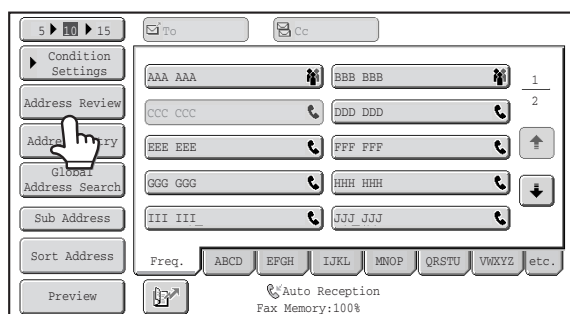 5 10 15
To
Cc
Condition
Settings
Address Review
Global
Address Search
Sub Address
Sort Address
Preview
AAA AAA
BBB BBB
CCC CCC
DDD DDD
EEE EEE
FFF FFF
GGG GGG
HHH HHH
III III
JJJ JJJ
1
2
Freq.
ABCD
EFGH
IJKL
MNOP
QRSTU
VWXYZ
etc.
Auto Reception
Fax Memory:100%